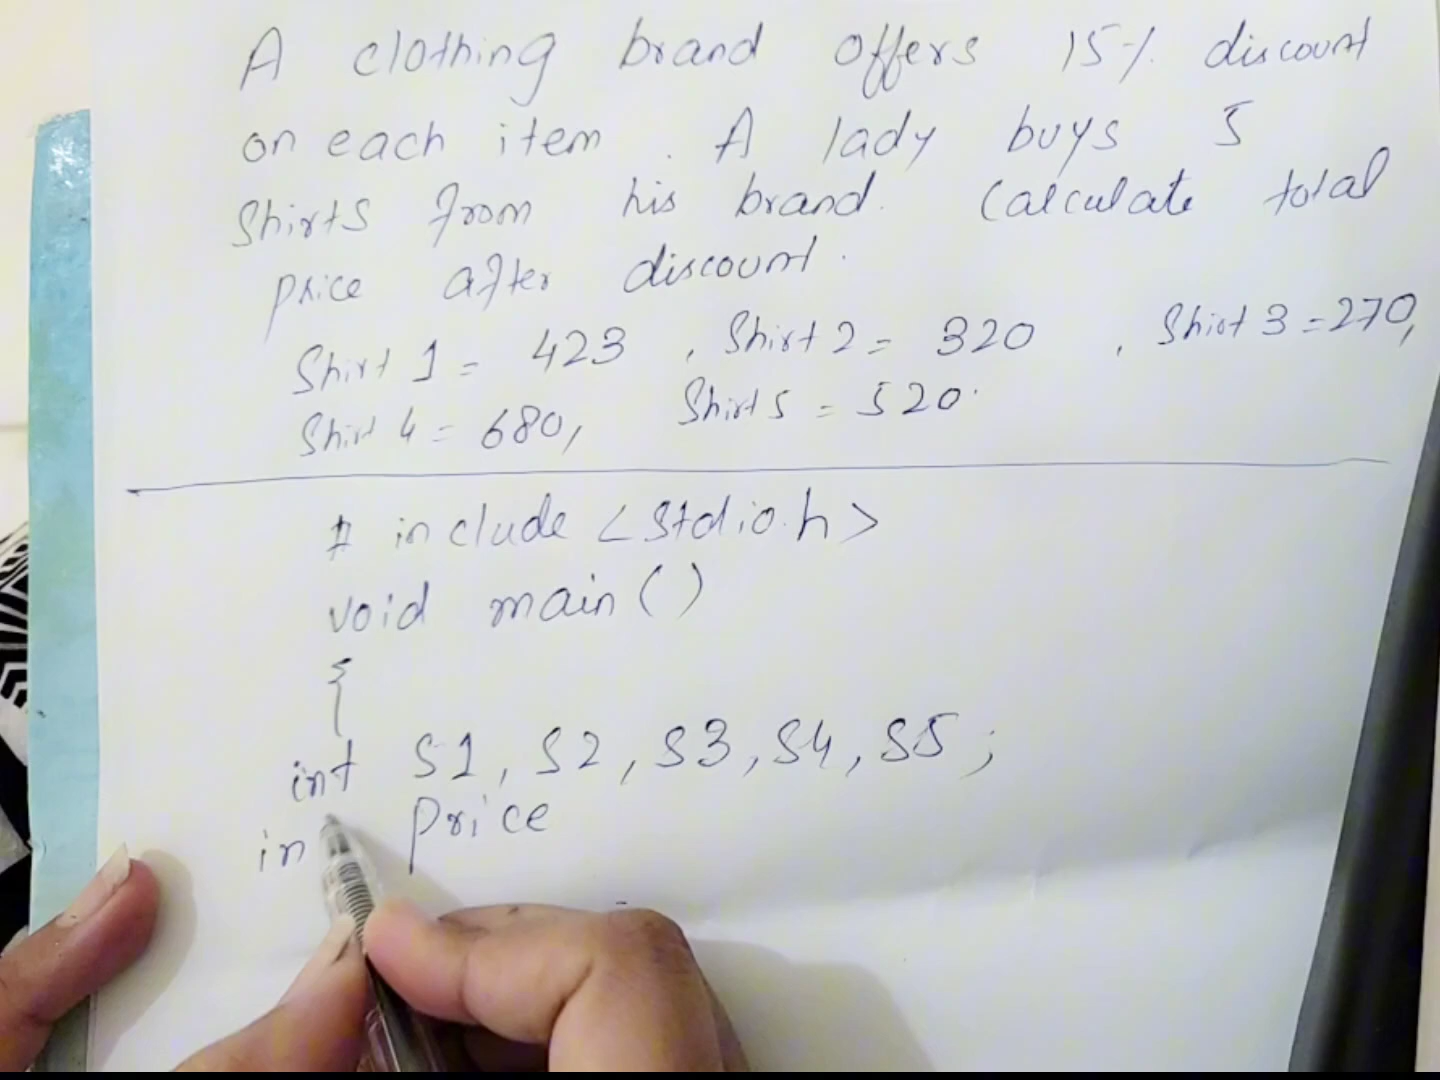 A clothing brand offers 15% discount
on each item. A lady buys 5
Shirts from his brand. Calculate total
price after discount.
Shirt 1 = 423, Shirt 2 = 320, Shirt 3 = 270,
Shirt 4 = 680, Shirt 5 = 520.
# include <stdio.h>
void main()
{
int S1, S2, S3, S4, S5;
in Price